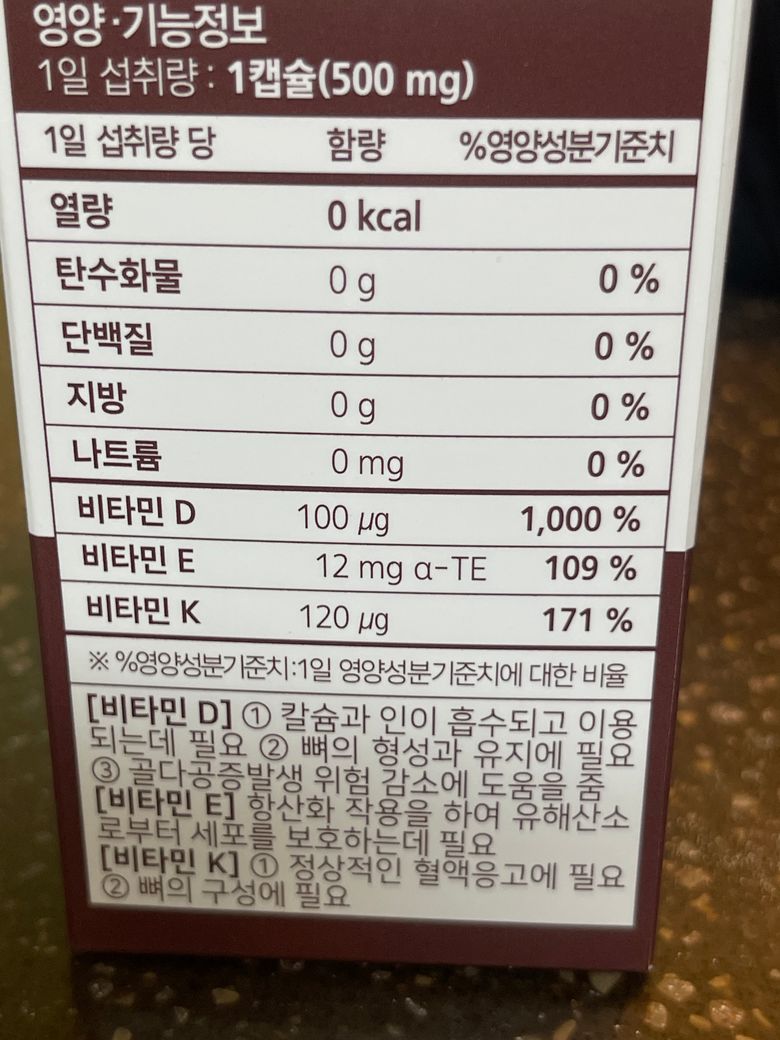 영양·기능정보
1일 섭취량 : 1캡슐(500 mg)
1일 섭취량 당 함량 %영양성분기준치
열량 0 kcal
탄수화물 0 g 0 %
단백질 0 g 0 %
지방 0 g 0 %
나트륨 0 mg 0 %
비타민 D 100 µg 1,000 %
비타민 E 12 mg α-TE 109 %
비타민 K 120 µg 171 %
※ %영양성분기준치:1일 영양성분기준치에 대한 비율
[비타민 D] ① 칼슘과 인이 흡수되고 이용
되는데 필요 ② 뼈의 형성과 유지에 필요
③ 골다공증발생 위험 감소에 도움을 줌
[비타민 E] 항산화 작용을 하여 유해산소
로부터 세포를 보호하는데 필요
[비타민 K] ① 정상적인 혈액응고에 필요
② 뼈의 구성에 필요